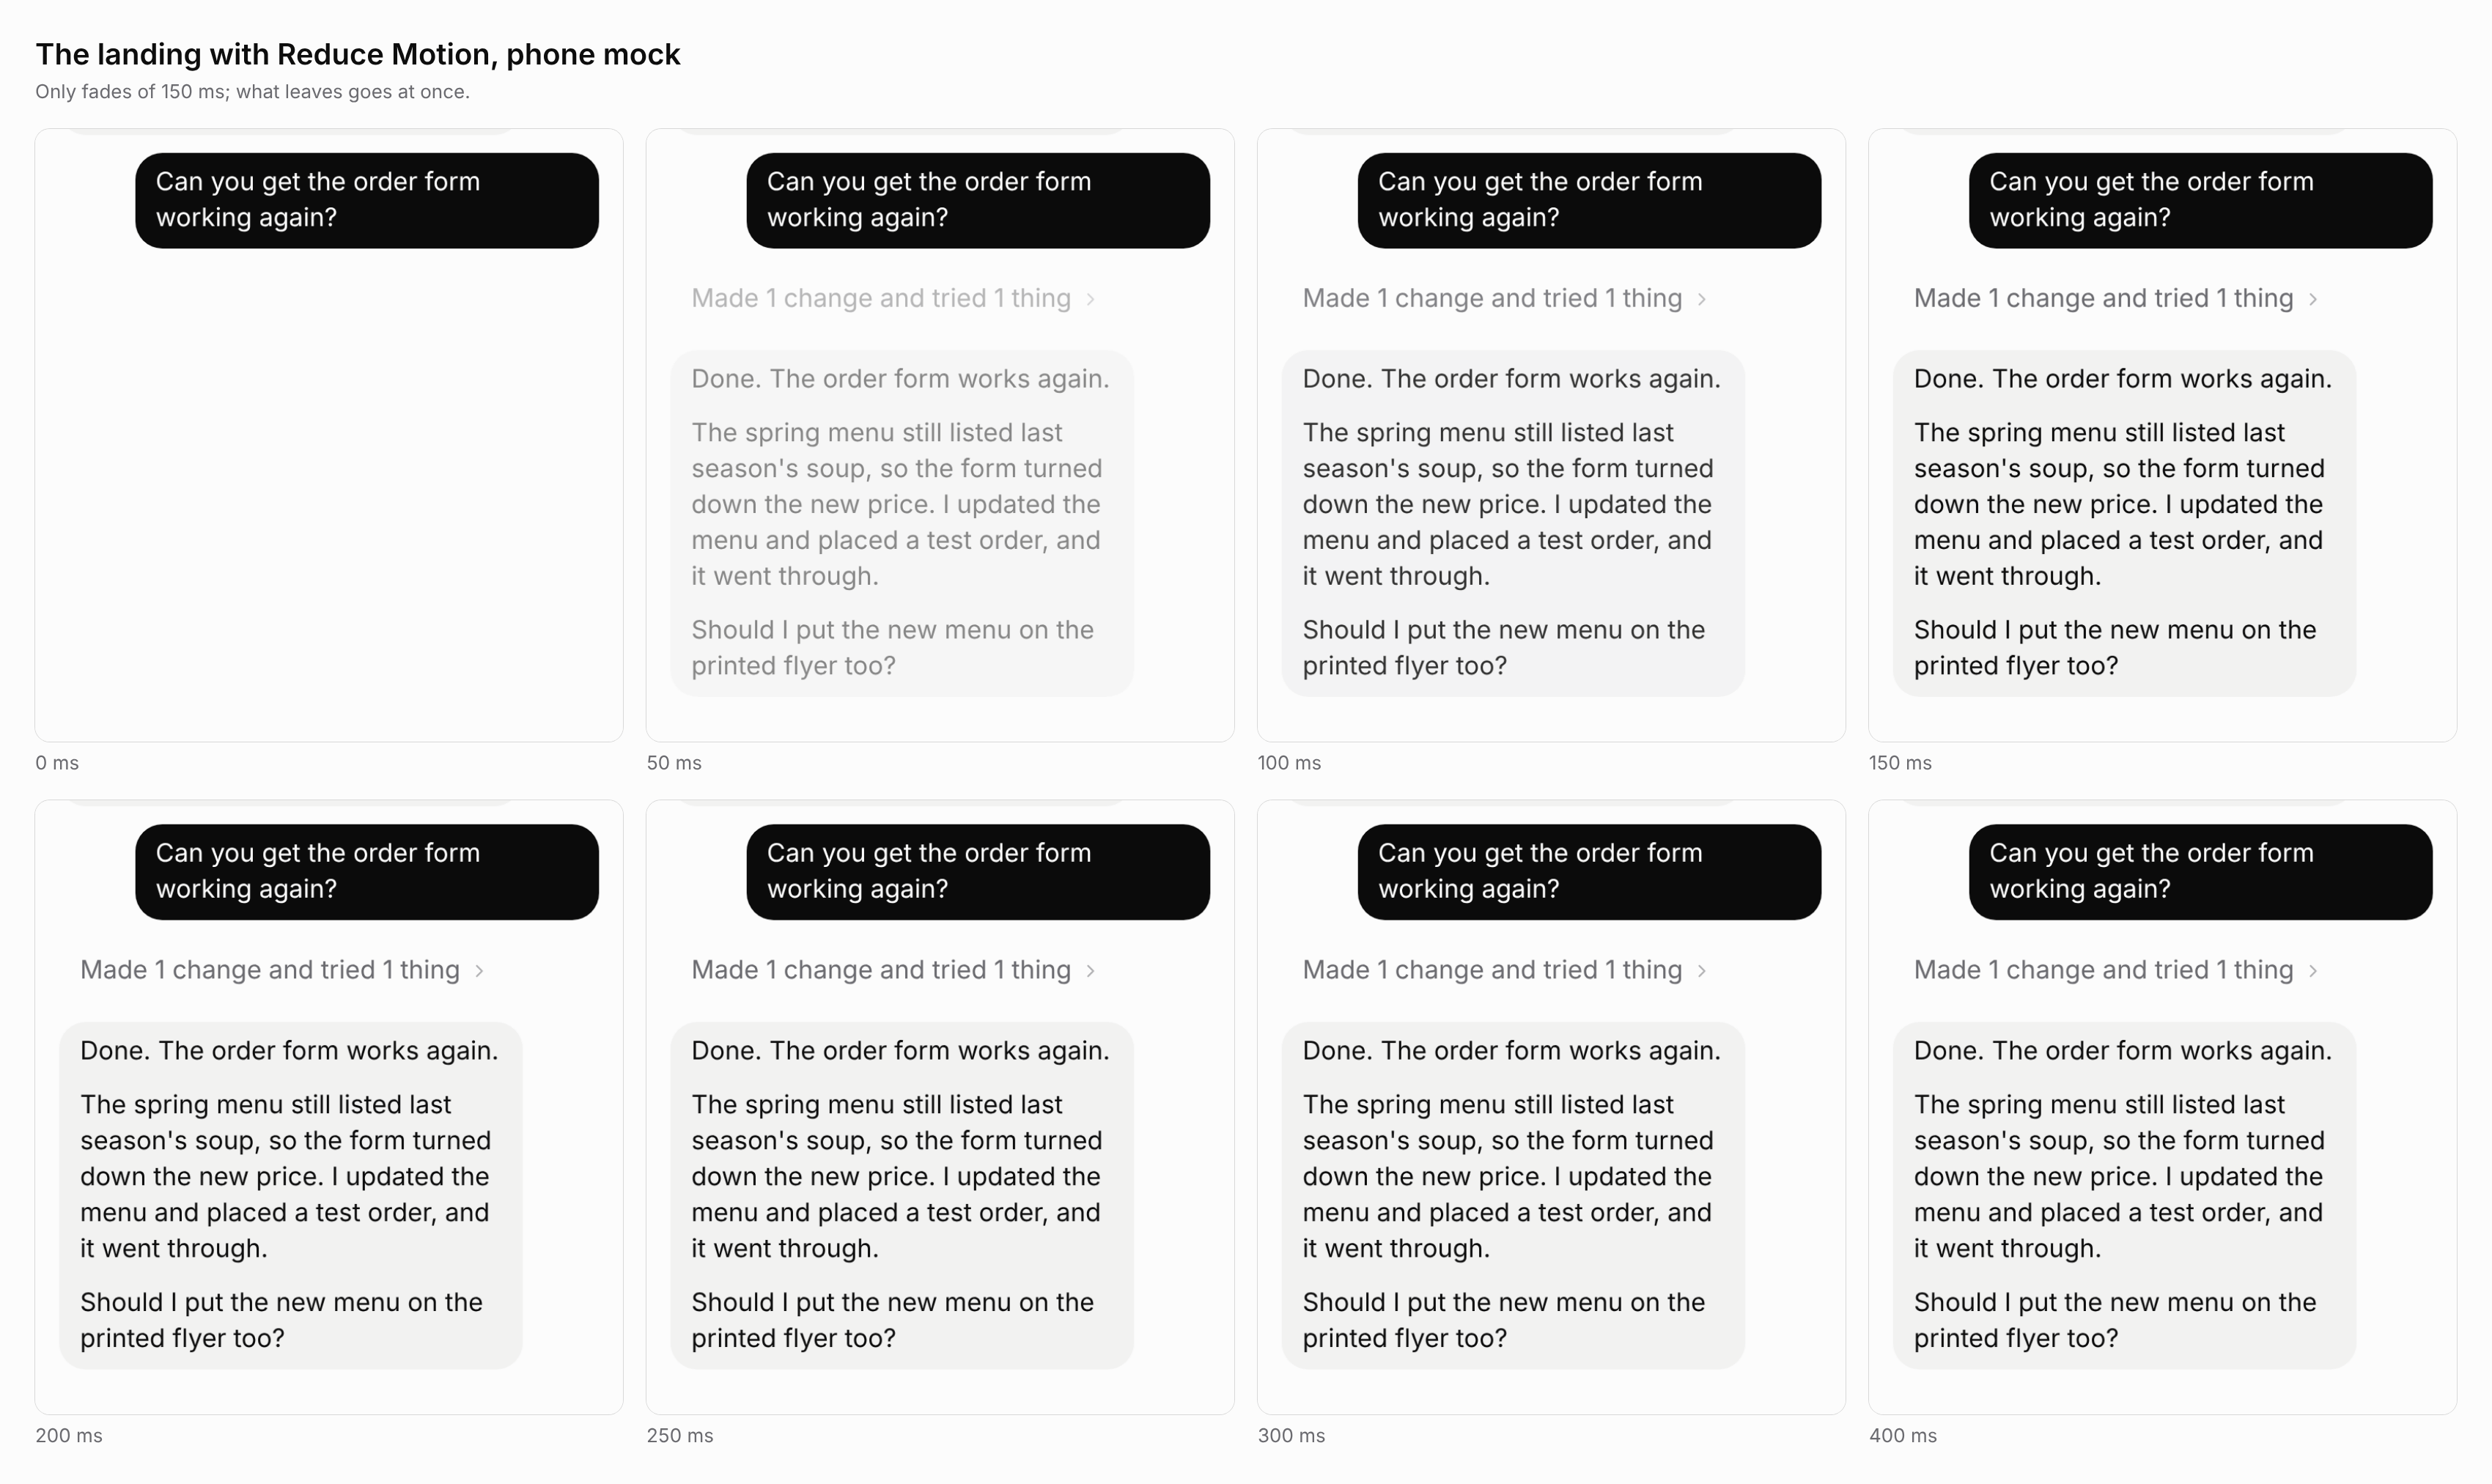 The landing with Reduce Motion, phone mock
Only fades of 150 ms; what leaves goes at once.
Can you get the order form
working again?
0 ms
Can you get the order form
working again?
Made 1 change and tried 1 thing
Done. The order form works again.
The spring menu still listed last
season's soup, so the form turned
down the new price. I updated the
menu and placed a test order, and
it went through.
Should I put the new menu on the
printed flyer too?
50 ms
Can you get the order form
working again?
Made 1 change and tried 1 thing
Done. The order form works again.
The spring menu still listed last
season's soup, so the form turned
down the new price. I updated the
menu and placed a test order, and
it went through.
Should I put the new menu on the
printed flyer too?
100 ms
Can you get the order form
working again?
Made 1 change and tried 1 thing
Done. The order form works again.
The spring menu still listed last
season's soup, so the form turned
down the new price. I updated the
menu and placed a test order, and
it went through.
Should I put the new menu on the
printed flyer too?
150 ms
Can you get the order form
working again?
Made 1 change and tried 1 thing
Done. The order form works again.
The spring menu still listed last
season's soup, so the form turned
down the new price. I updated the
menu and placed a test order, and
it went through.
Should I put the new menu on the
printed flyer too?
200 ms
Can you get the order form
working again?
Made 1 change and tried 1 thing
Done. The order form works again.
The spring menu still listed last
season's soup, so the form turned
down the new price. I updated the
menu and placed a test order, and
it went through.
Should I put the new menu on the
printed flyer too?
250 ms
Can you get the order form
working again?
Made 1 change and tried 1 thing
Done. The order form works again.
The spring menu still listed last
season's soup, so the form turned
down the new price. I updated the
menu and placed a test order, and
it went through.
Should I put the new menu on the
printed flyer too?
300 ms
Can you get the order form
working again?
Made 1 change and tried 1 thing
Done. The order form works again.
The spring menu still listed last
season's soup, so the form turned
down the new price. I updated the
menu and placed a test order, and
it went through.
Should I put the new menu on the
printed flyer too?
400 ms